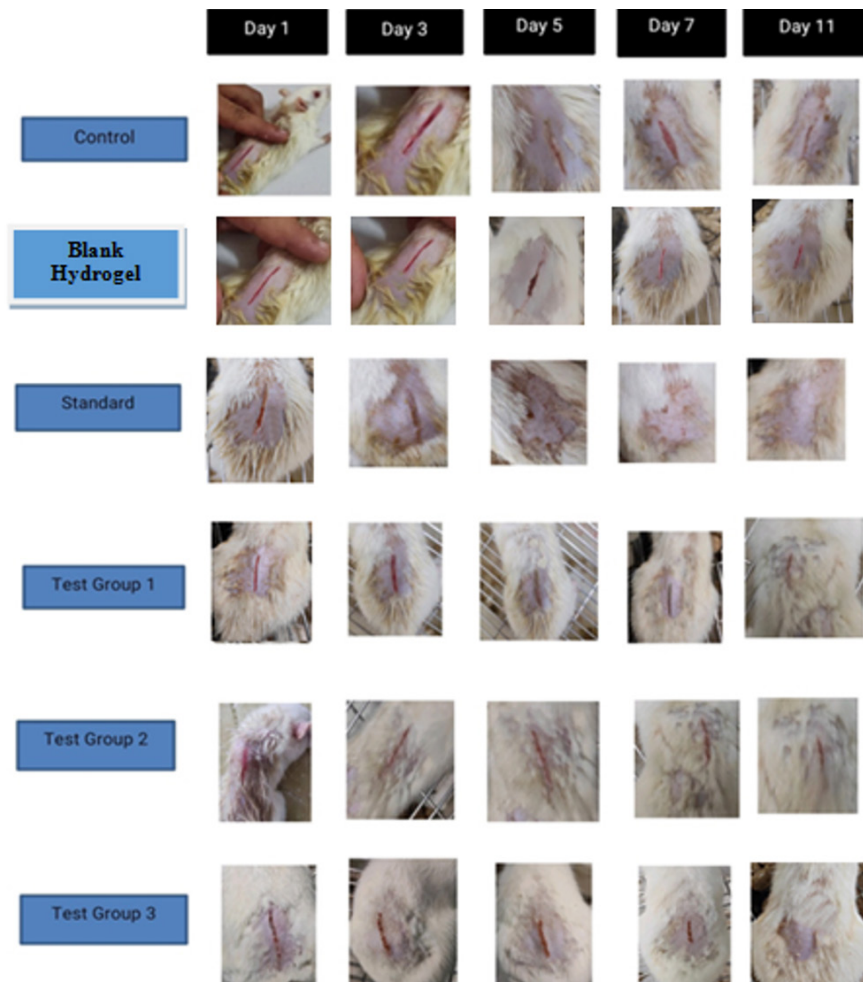 Day 1
Day 3
Day 5
Day 7
Day 11
Control
Blank
Hydrogel
Standard
Test Group 1
Test Group 2
Test Group 3